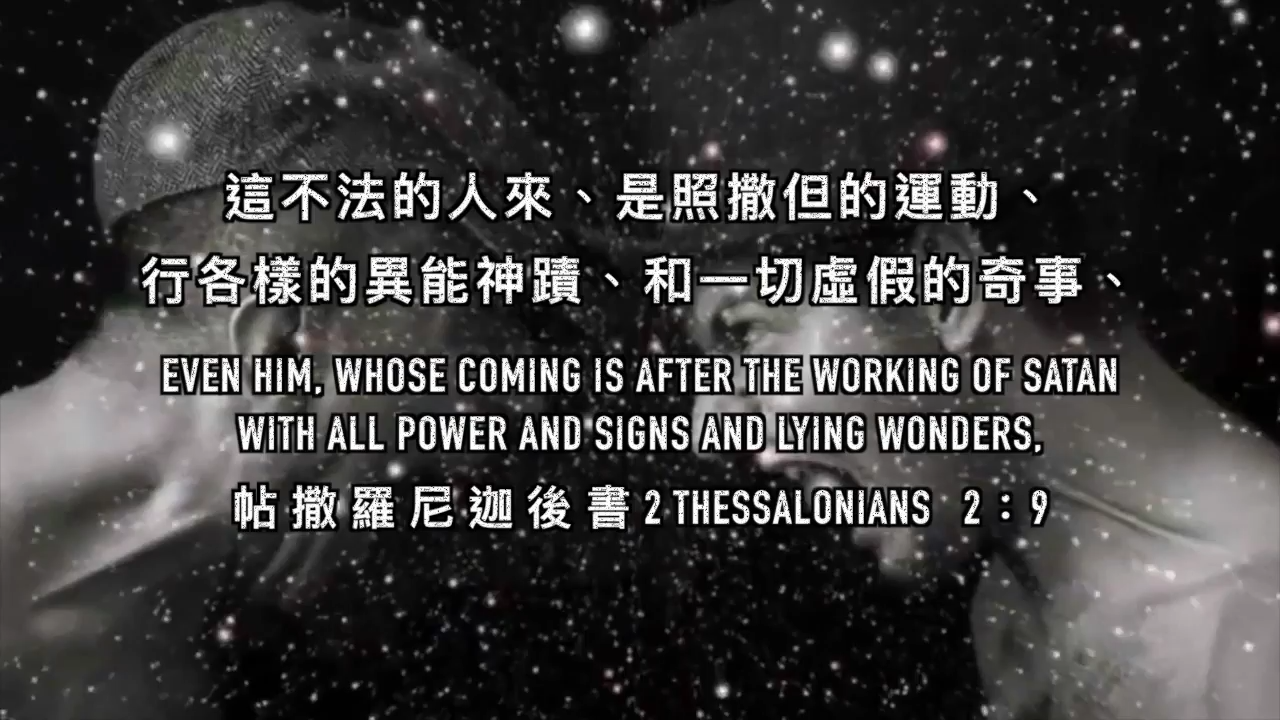 這不法的人來、是照撒但的運動、
行各樣的異能神蹟、和一切虛假的奇事、
EVEN HIM, WHOSE COMING IS AFTER THE WORKING OF SATAN
WITH ALL POWER AND SIGNS AND LYING WONDERS,
帖撒羅尼迦後書 2 THESSALONIANS 2：9